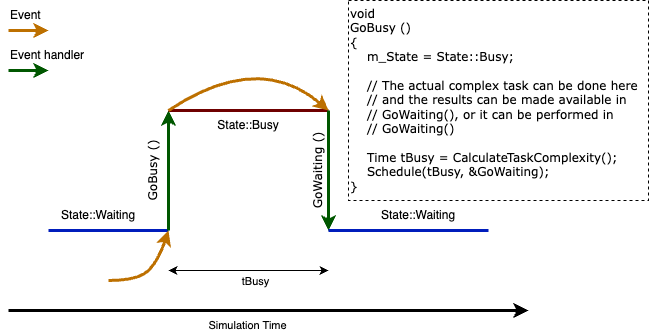 Event
Event handler
void
GoBusy ()
{
m_State = State::Busy;
// The actual complex task can be done here
// and the results can be made available in
// GoWaiting(), or it can be performed in
// GoWaiting()
Time tBusy = CalculateTaskComplexity();
Schedule(tBusy, &GoWaiting);
}
State::Busy
GoBusy ()
GoWaiting ()
State::Waiting
State::Waiting
tBusy
Simulation Time